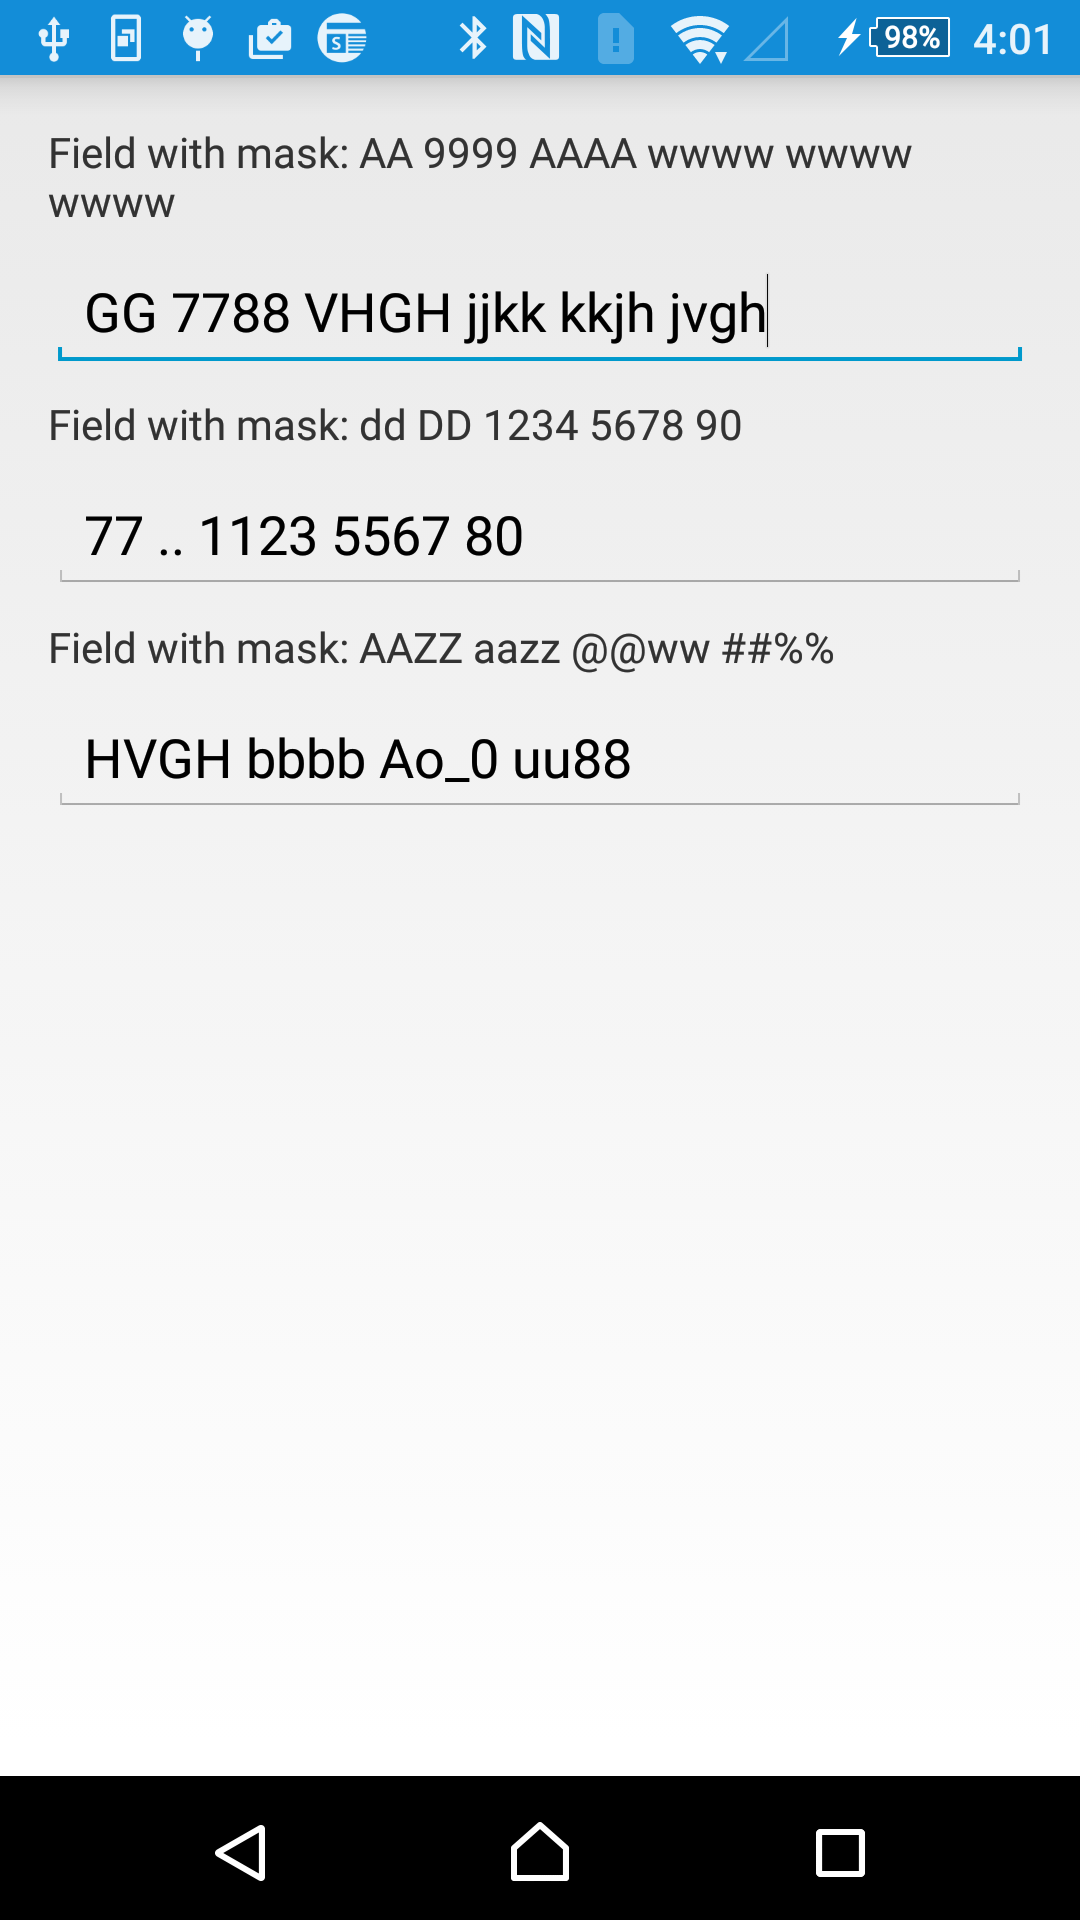 98% 4:01
Field with mask: AA 9999 AAAA wwww wwww
wwww
GG 7788 VHGH jjkk kkjh jvgh
Field with mask: dd DD 1234 5678 90
77 .. 1123 5567 80
Field with mask: AAZZ aazz @@ww ##%%
HVGH bbbb Ao_0 uu88